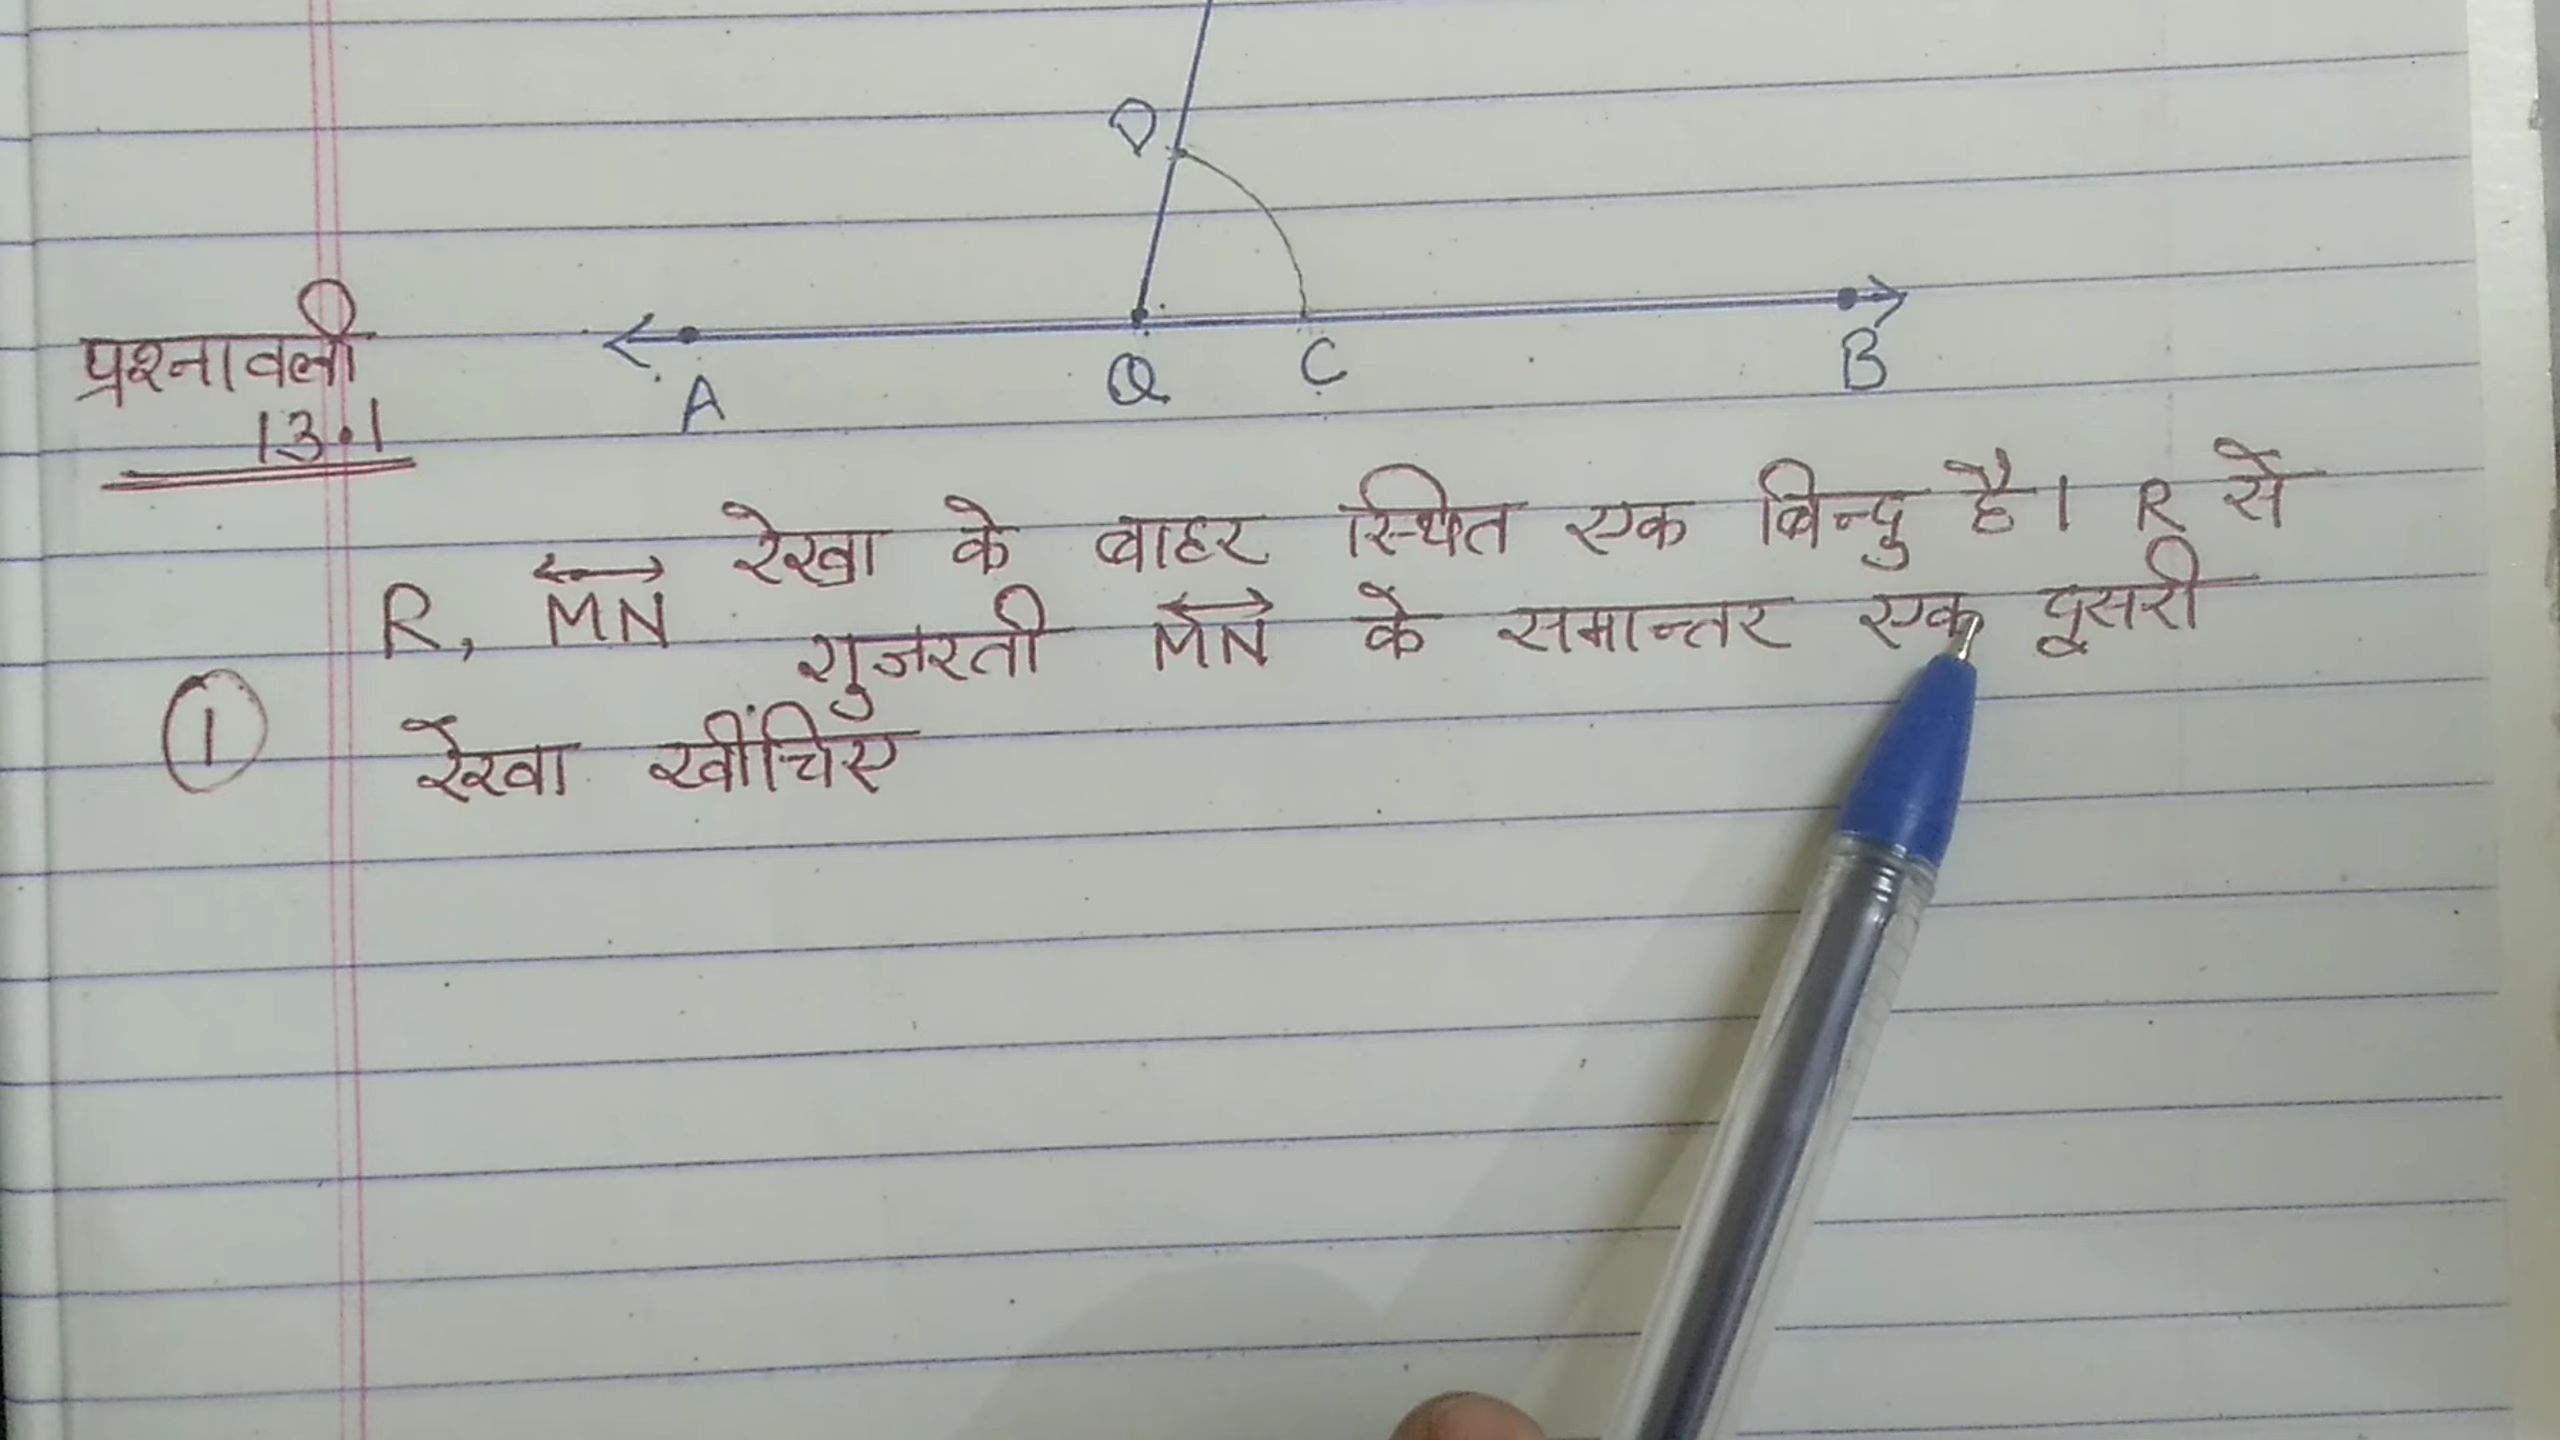 D
A Q C B
प्रश्नावली
13.1
R, MN रेखा के बाहर स्थित एक बिन्दु है। R से
गुजरती MN के समान्तर एक दूसरी
① रेखा खींचिए